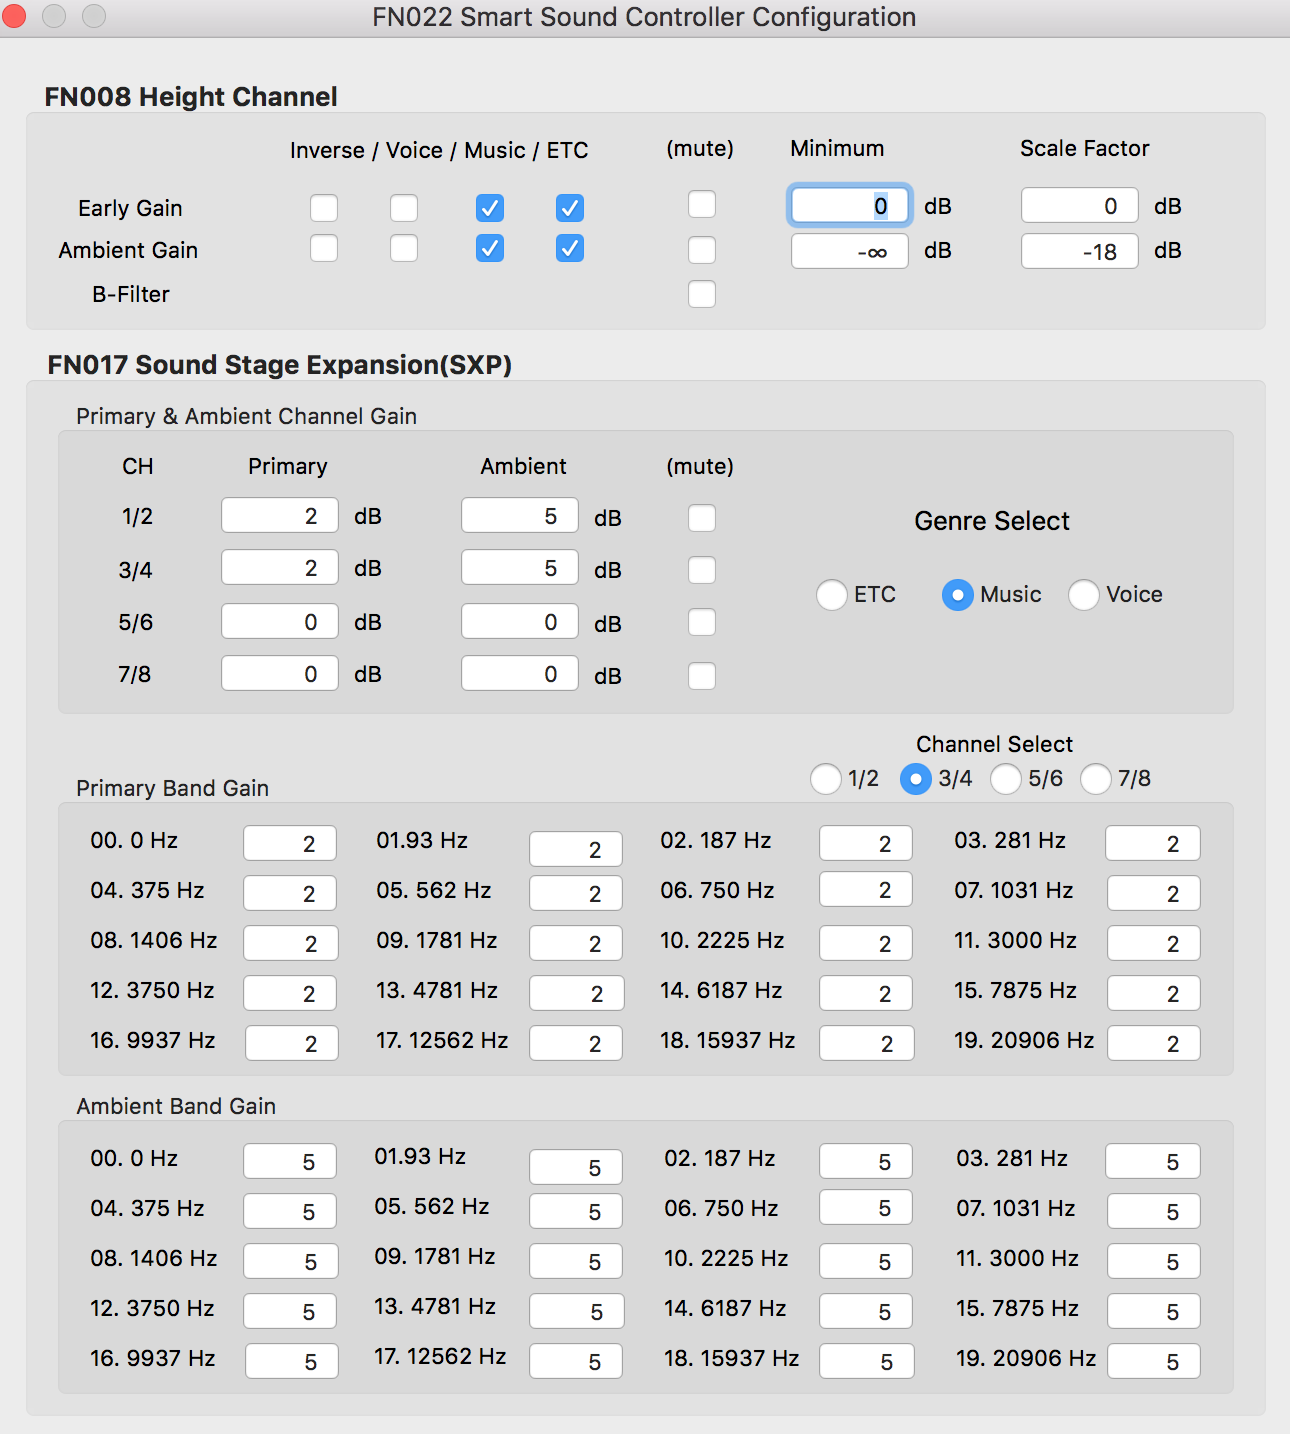 FN022 Smart Sound Controller Configuration
FN008 Height Channel
Inverse / Voice / Music / ETC (mute) Minimum Scale Factor
Early Gain 0 dB 0 dB
Ambient Gain -∞ dB -18 dB
B-Filter
FN017 Sound Stage Expansion(SXP)
Primary & Ambient Channel Gain
CH Primary Ambient (mute)
1/2 2 dB 5 dB
Genre Select
3/4 2 dB 5 dB
ETC Music Voice
5/6 0 dB 0 dB
7/8 0 dB 0 dB
Channel Select
1/2 3/4 5/6 7/8
Primary Band Gain
00. 0 Hz 2 01.93 Hz 2 02. 187 Hz 2 03. 281 Hz 2
04. 375 Hz 2 05. 562 Hz 2 06. 750 Hz 2 07. 1031 Hz 2
08. 1406 Hz 2 09. 1781 Hz 2 10. 2225 Hz 2 11. 3000 Hz 2
12. 3750 Hz 2 13. 4781 Hz 2 14. 6187 Hz 2 15. 7875 Hz 2
16. 9937 Hz 2 17. 12562 Hz 2 18. 15937 Hz 2 19. 20906 Hz 2
Ambient Band Gain
00. 0 Hz 5 01.93 Hz 5 02. 187 Hz 5 03. 281 Hz 5
04. 375 Hz 5 05. 562 Hz 5 06. 750 Hz 5 07. 1031 Hz 5
08. 1406 Hz 5 09. 1781 Hz 5 10. 2225 Hz 5 11. 3000 Hz 5
12. 3750 Hz 5 13. 4781 Hz 5 14. 6187 Hz 5 15. 7875 Hz 5
16. 9937 Hz 5 17. 12562 Hz 5 18. 15937 Hz 5 19. 20906 Hz 5